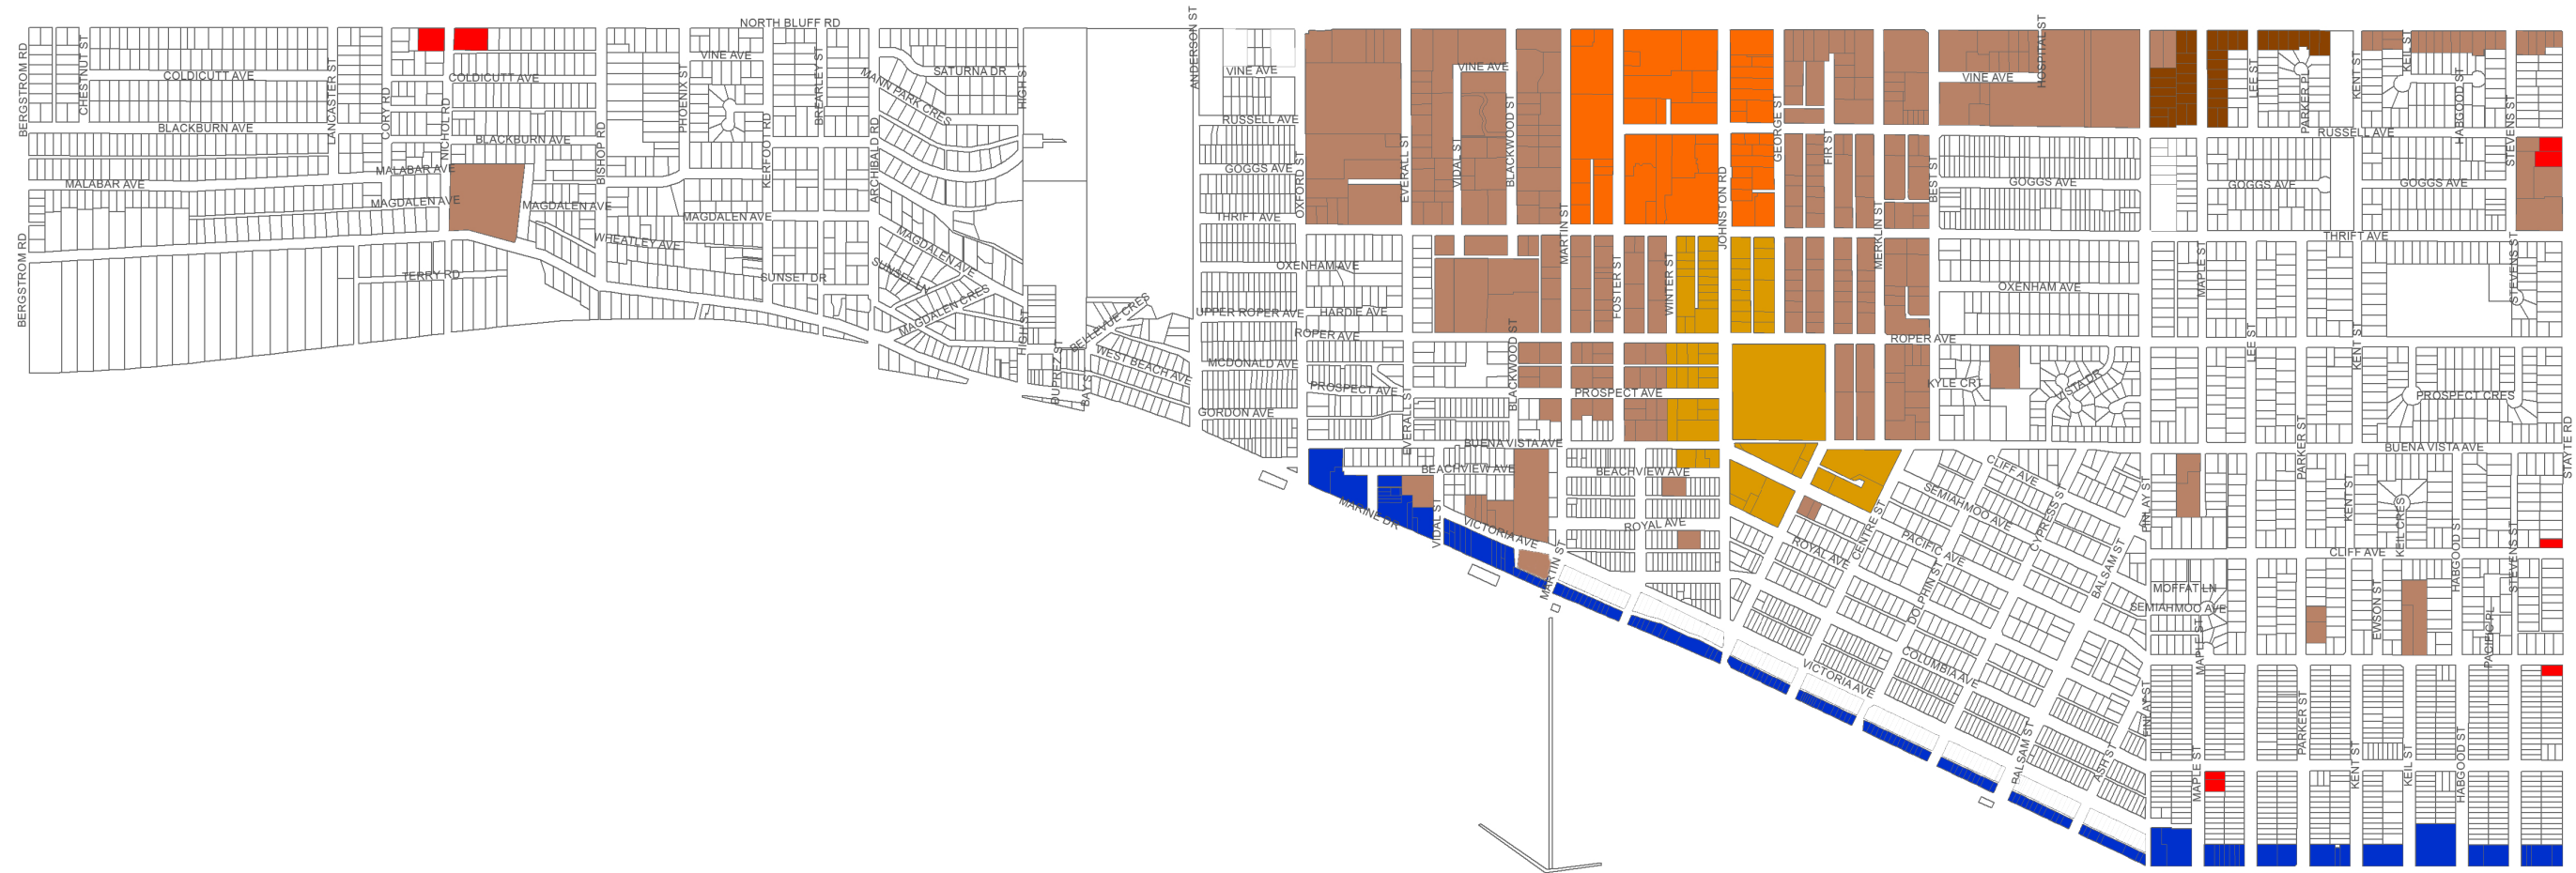 NORTH BLUFF RD
BERGSTROM RD
CHESTNUT ST
COLDICUTT AVE
LANCASTER ST
CORY RD
NICHOL RD
COLDICUTT AVE
BLACKBURN AVE
BLACKBURN AVE
MALABAR AVE
MALABAR AVE
MAGDALEN AVE
MAGDALEN AVE
BISHOP RD
PHOENIX ST
VINE AVE
KERFOOT RD
BREARLEY ST
ARCHIBALD RD
MANN PARK CRES
SATURNA DR
HIGH ST
MAGDALEN AVE
WHEATLEY AVE
SUNSET DR
TERRY RD
BERGSTROM RD
MAGDALEN AVE
SUNSET LN
MAGDALEN CRES
HIGH ST
DUPREZ ST
BAY ST
BELLEVUE CRES
WEST BEACH AVE
ANDERSON ST
VINE AVE
RUSSELL AVE
GOGGS AVE
THRIFT AVE
OXFORD ST
OXENHAM AVE
UPPER ROPER AVE
HARDIE AVE
ROPER AVE
MCDONALD AVE
PROSPECT AVE
GORDON AVE
EVERALL ST
EVERALL ST
VIDAL ST
VINE AVE
BLACKWOOD ST
BLACKWOOD ST
MARTIN ST
FOSTER ST
WINTER ST
JOHNSTON RD
GEORGE ST
FIR ST
MERKLIN ST
BEST ST
VINE AVE
HOSPITAL ST
GOGGS AVE
OXENHAM AVE
ROPER AVE
KYLE CRT
VISTA DR
PROSPECT AVE
BUENA VISTA AVE
BEACHVIEW AVE
BEACHVIEW AVE
MARINE DR
VIDAL ST
VICTORIA AVE
MARTIN ST
ROYAL AVE
ROYAL AVE
CENTRE ST
PACIFIC AVE
SEMIAHMOO AVE
CLIFF AVE
CYPRESS ST
DOLPHIN ST
BALSAM ST
COLUMBIA AVE
VICTORIA AVE
BALSAM ST
ASH ST
FINLAY ST
FINLAY ST
LEE ST
PARKER PL
KENT ST
KEIL ST
HABGOOD ST
STEVENS ST
RUSSELL AVE
GOGGS AVE
GOGGS AVE
THRIFT AVE
MAPLE ST
LEE ST
KENT ST
STEVENS ST
PROSPECT CRES
BUENA VISTA AVE
STAYTE RD
PARKER ST
KENT ST
KEIL CRES
HABGOOD ST
STEVENS ST
CLIFF AVE
MOFFAT LN
SEMIAHMOO AVE
MAPLE ST
EWSON ST
PACIFIC PL
PARKER ST
MAPLE ST
KENT ST
KEIL ST
HABGOOD ST